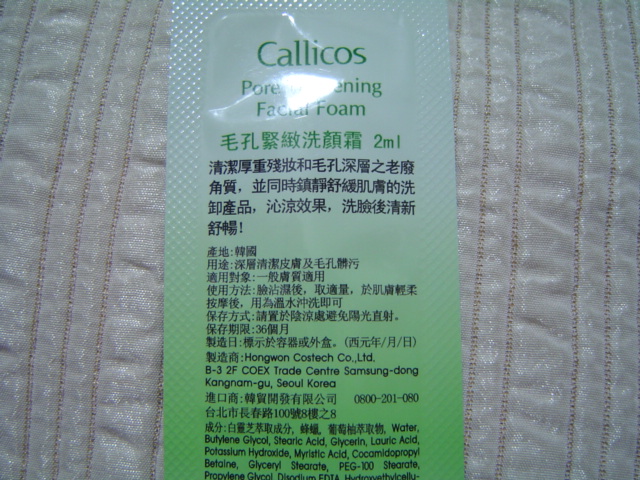 Callicos
Pore ening
Facial Foam
毛孔緊緻洗顏霜 2ml
清潔厚重殘妝和毛孔深層之老廢
角質，並同時鎮靜舒緩肌膚的洗
卸產品，沁涼效果，洗臉後清新
舒暢!
產地:韓國
用途:深層清潔皮膚及毛孔髒污
適用對象:一般膚質適用
使用方法:臉沾濕後，取適量，於肌膚輕柔
按摩後，用為溫水沖洗即可
保存方式:請置於陰涼處避免陽光直射。
保存期限:36個月
製造日:標示於容器或外盒。(西元年/月/日)
製造商:Hongwon Costech Co.,Ltd.
B-3 2F COEX Trade Centre Samsung-dong
Kangnam-gu, Seoul Korea
進口商:韓貿開發有限公司 0800-201-080
台北市長春路100號8樓之8
成分:白靈芝萃取成分, 蜂蠟, 葡萄柚萃取物, Water,
Butylene Glycol, Stearic Acid, Glycerin, Lauric Acid,
Potassium Hydroxide, Myristic Acid, Cocamidopropyl
Betaine, Glyceryl Stearate, PEG-100 Stearate,
Propylene Glycol, Disodium EDTA, Hydroxyethylcellu-